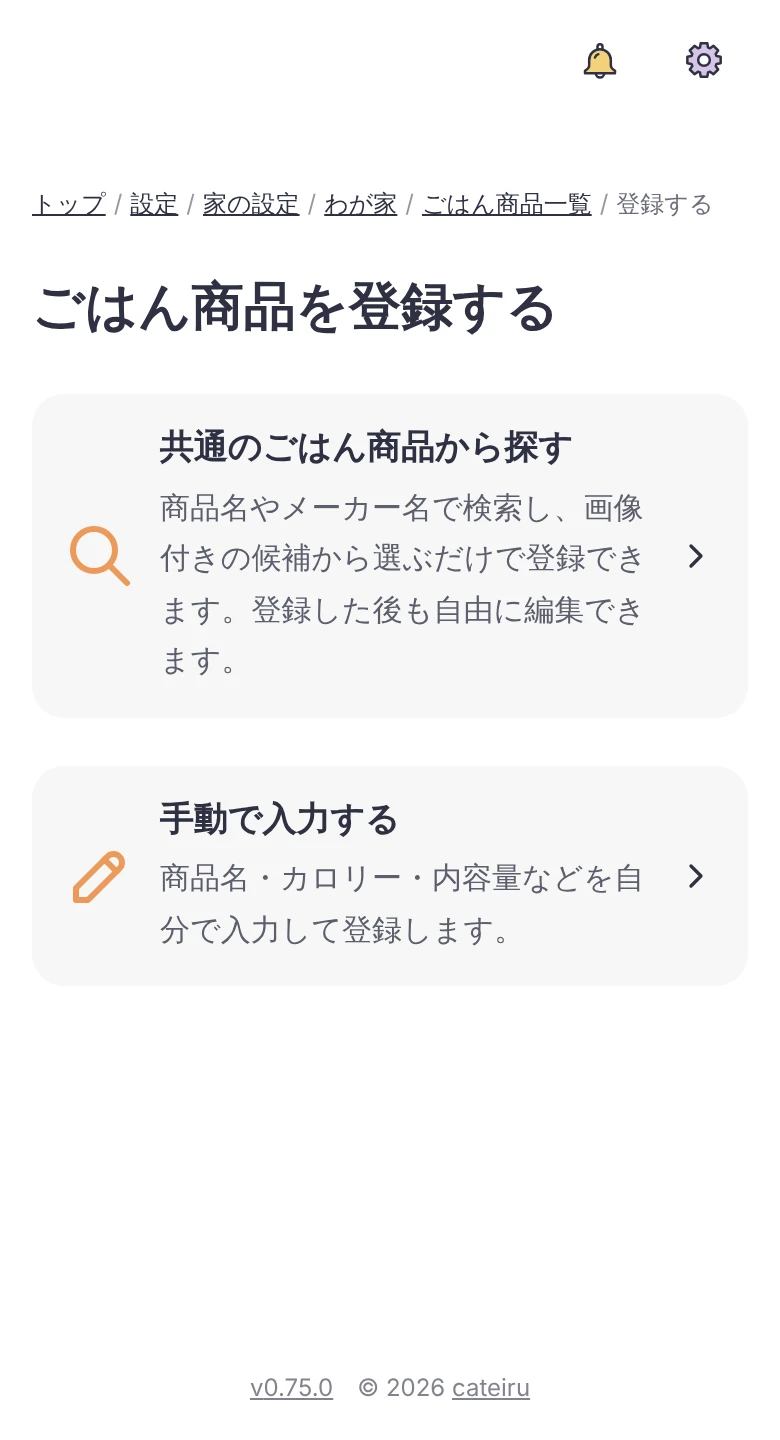 トップ / 設定 / 家の設定 / わが家 / ごはん商品一覧 / 登録する
ごはん商品を登録する
共通のごはん商品から探す
商品名やメーカー名で検索し、画像
付きの候補から選ぶだけで登録でき
ます。登録した後も自由に編集でき
ます。
手動で入力する
商品名・カロリー・内容量などを自
分で入力して登録します。
v0.75.0 © 2026 cateiru